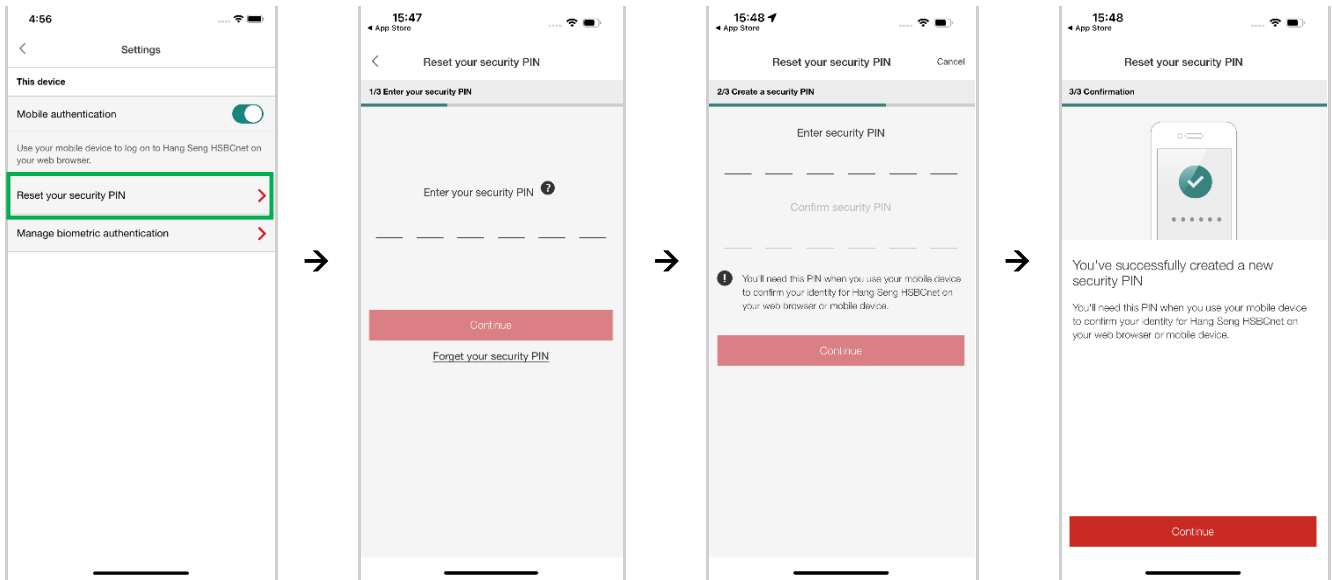 4:56
Settings
This device
Mobile authentication
Use your mobile device to log on to Hang Seng HSBCnet on
your web browser.
Reset your security PIN
Manage biometric authentication
15:47
◀ App Store
Reset your security PIN
1/3 Enter your security PIN
Enter your security PIN ?
Continue
Forget your security PIN
15:48
◀ App Store
Reset your security PIN
Cancel
2/3 Create a security PIN
Enter security PIN
Confirm security PIN
! You'll need this PIN when you use your mobile device
to confirm your identity for Hang Seng HSBCnet on
your web browser or mobile device.
Continue
15:48
◀ App Store
Reset your security PIN
3/3 Confirmation
You've successfully created a new
security PIN
You'll need this PIN when you use your mobile device
to confirm your identity for Hang Seng HSBCnet on
your web browser or mobile device.
Continue